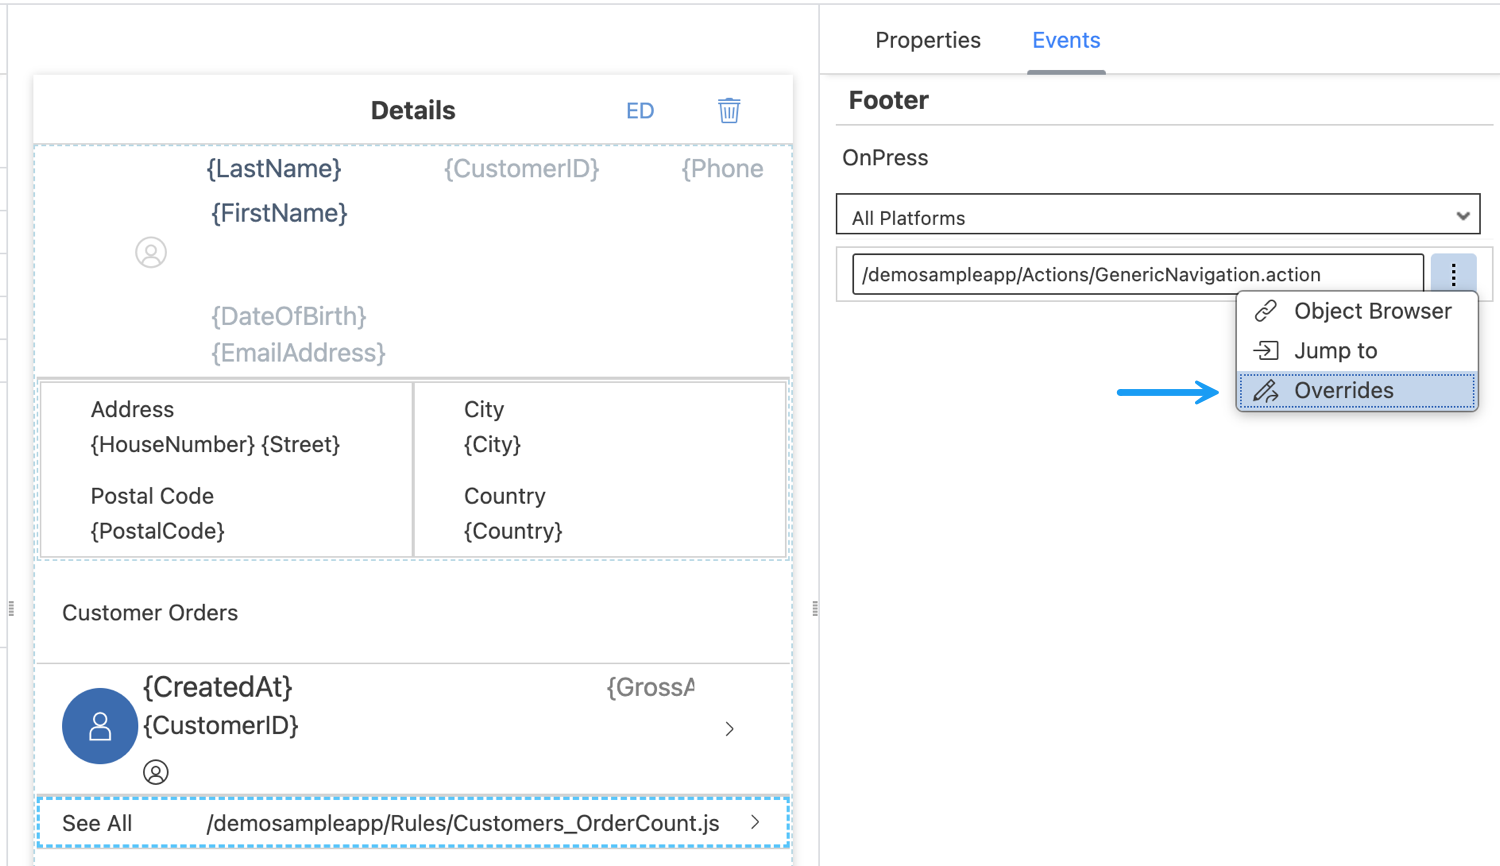 Properties Events
Details ED
Footer
OnPress
All Platforms
/demosampleapp/Actions/GenericNavigation.action
Object Browser
Jump to
Overrides
{LastName} {CustomerID} {Phone
{FirstName}
{DateOfBirth}
{EmailAddress}
Address
{HouseNumber} {Street}
City
{City}
Postal Code
{PostalCode}
Country
{Country}
Customer Orders
{CreatedAt} {GrossA
{CustomerID}
See All /demosampleapp/Rules/Customers_OrderCount.js